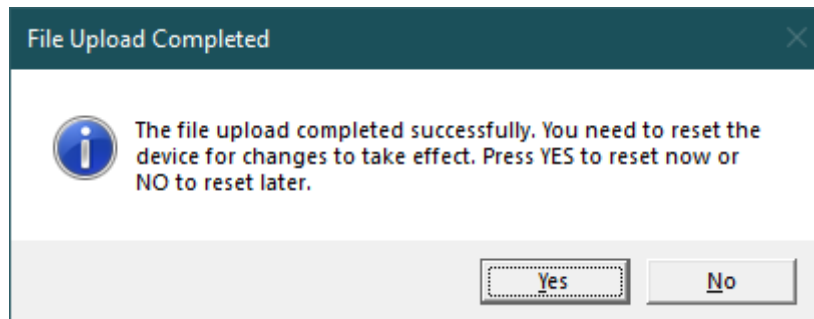 File Upload Completed
The file upload completed successfully. You need to reset the
device for changes to take effect. Press YES to reset now or
NO to reset later.
Yes
No